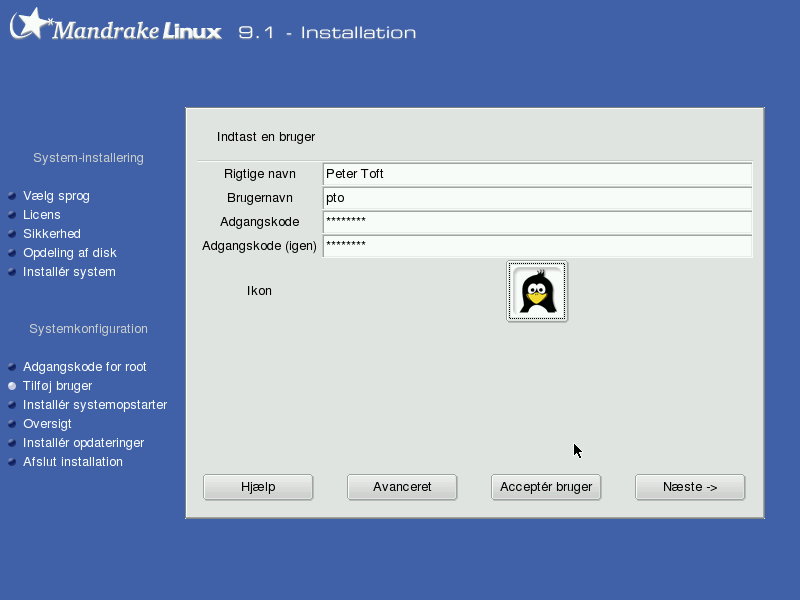 MandrakeLinux 9.1 - Installation
System-installering
Vælg sprog
Licens
Sikkerhed
Opdeling af disk
Installér system
Systemkonfiguration
Adgangskode for root
Tilføj bruger
Installér systemopstarter
Oversigt
Installér opdateringer
Afslut installation
Indtast en bruger
Rigtige navn Peter Toft
Brugernavn pto
Adgangskode ********
Adgangskode (igen) ********
Ikon
Hjælp Avanceret Acceptér bruger Næste ->